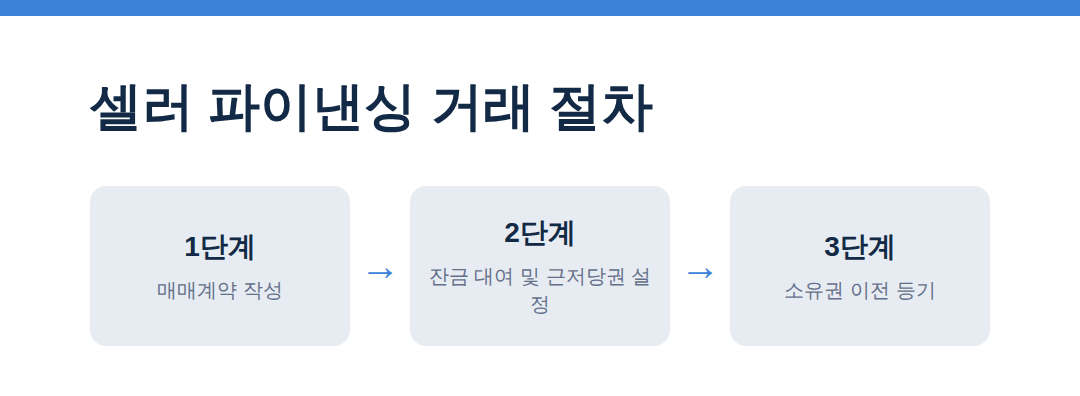 셀러 파이낸싱 거래 절차
1단계
매매계약 작성
→
2단계
잔금 대여 및 근저당권 설
정
→
3단계
소유권 이전 등기